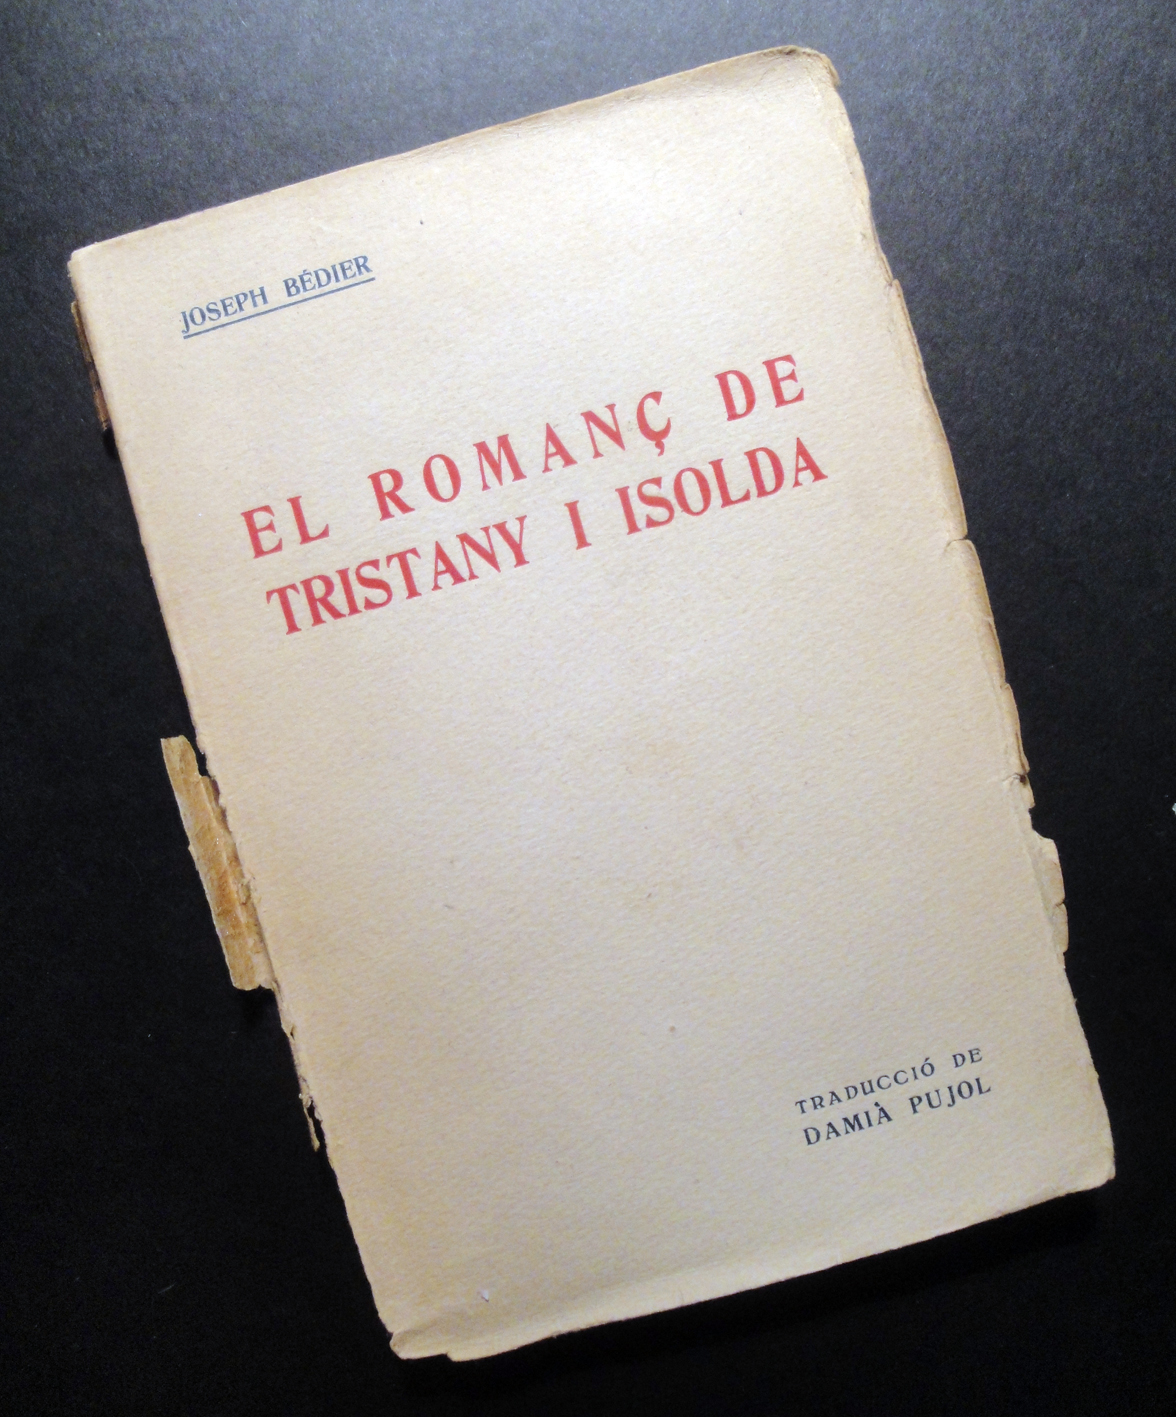 JOSEPH BÉDIER
EL ROMANÇ DE
TRISTANY I ISOLDA
TRADUCCIÓ DE
DAMIÀ PUJOL